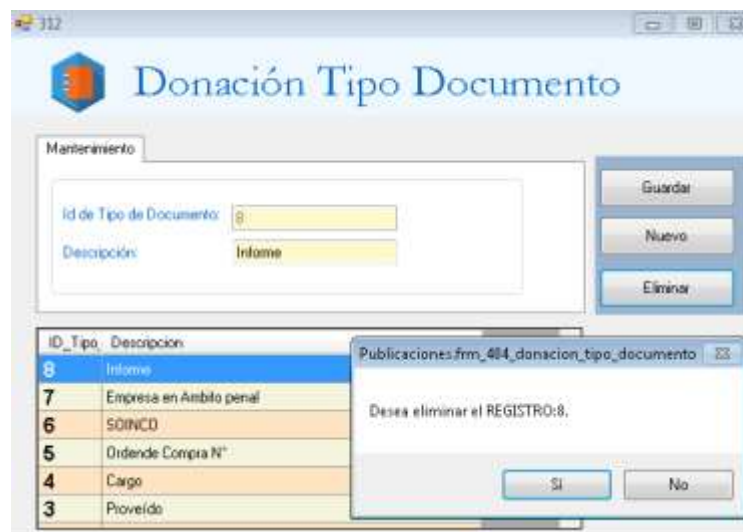 312
Donación Tipo Documento
Mantenimiento
Id de Tipo de Documento: 8
Descripción: Informe
Guardar
Nuevo
Eliminar
ID_Tipo_ Descripcion
8 Informe
7 Empresa en Ambito penal
6 SOINCO
5 Ordende Compra N°
4 Cargo
3 Proveído
Publicaciones.frm_484_donacion_tipo_documento
Desea eliminar el REGISTRO:8.
Sí No